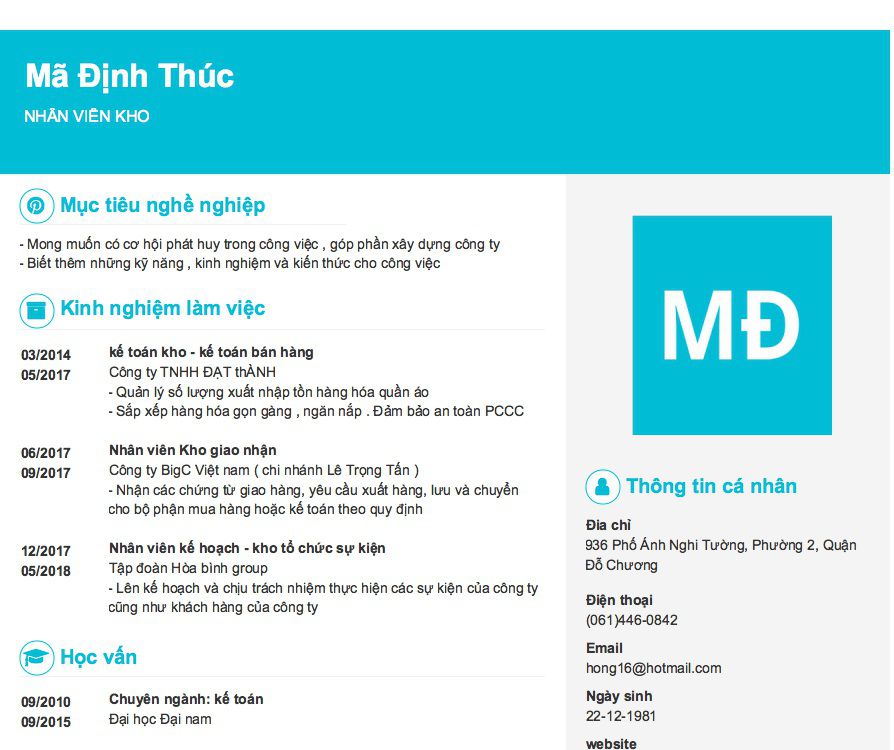 Mã Định Thúc
NHÂN VIÊN KHO
Mục tiêu nghề nghiệp
- Mong muốn có cơ hội phát huy trong công việc , góp phần xây dựng công ty
- Biết thêm những kỹ năng , kinh nghiệm và kiến thức cho công việc
Kinh nghiệm làm việc
03/2014
05/2017
kế toán kho - kế toán bán hàng
Công ty TNHH ĐẠT thÀNH
- Quản lý số lượng xuất nhập tồn hàng hóa quần áo
- Sắp xếp hàng hóa gọn gàng , ngăn nắp . Đảm bảo an toàn PCCC
06/2017
09/2017
Nhân viên Kho giao nhận
Công ty BigC Việt nam ( chi nhánh Lê Trọng Tấn )
- Nhận các chứng từ giao hàng, yêu cầu xuất hàng, lưu và chuyển
cho bộ phận mua hàng hoặc kế toán theo quy định
12/2017
05/2018
Nhân viên kế hoạch - kho tổ chức sự kiện
Tập đoàn Hòa bình group
- Lên kế hoạch và chịu trách nhiệm thực hiện các sự kiện của công ty
cũng như khách hàng của công ty
Học vấn
09/2010
09/2015
Chuyên ngành: kế toán
Đại học Đại nam
MĐ
Thông tin cá nhân
Địa chỉ
936 Phố Ánh Nghi Tường, Phường 2, Quận
Đỗ Chương
Điện thoại
(061)446-0842
Email
hong16@hotmail.com
Ngày sinh
22-12-1981
website